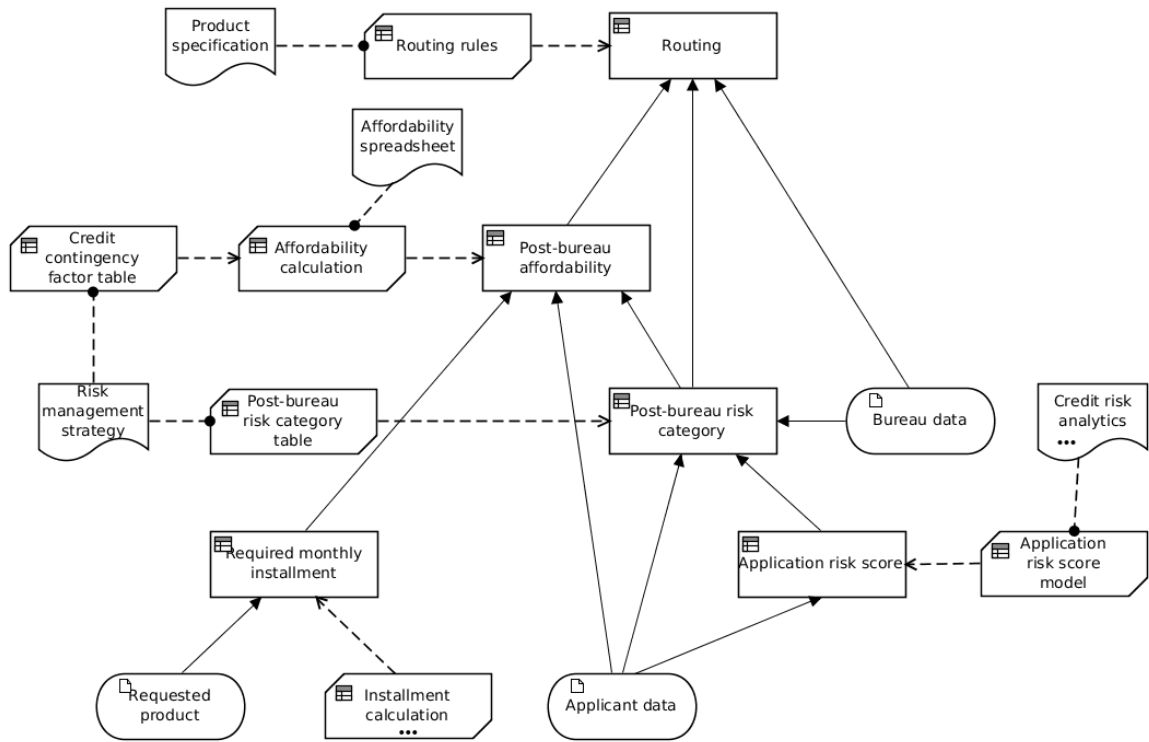 Product
specification
Routing rules
Routing
Affordability
spreadsheet
Credit
contingency
factor table
Affordability
calculation
Post-bureau
affordability
Risk
management
strategy
Post-bureau
risk category
table
Post-bureau risk
category
Bureau data
Credit risk
analytics
...
Required monthly
installment
Application risk score
Application
risk score
model
Requested
product
Installment
calculation
...
Applicant data